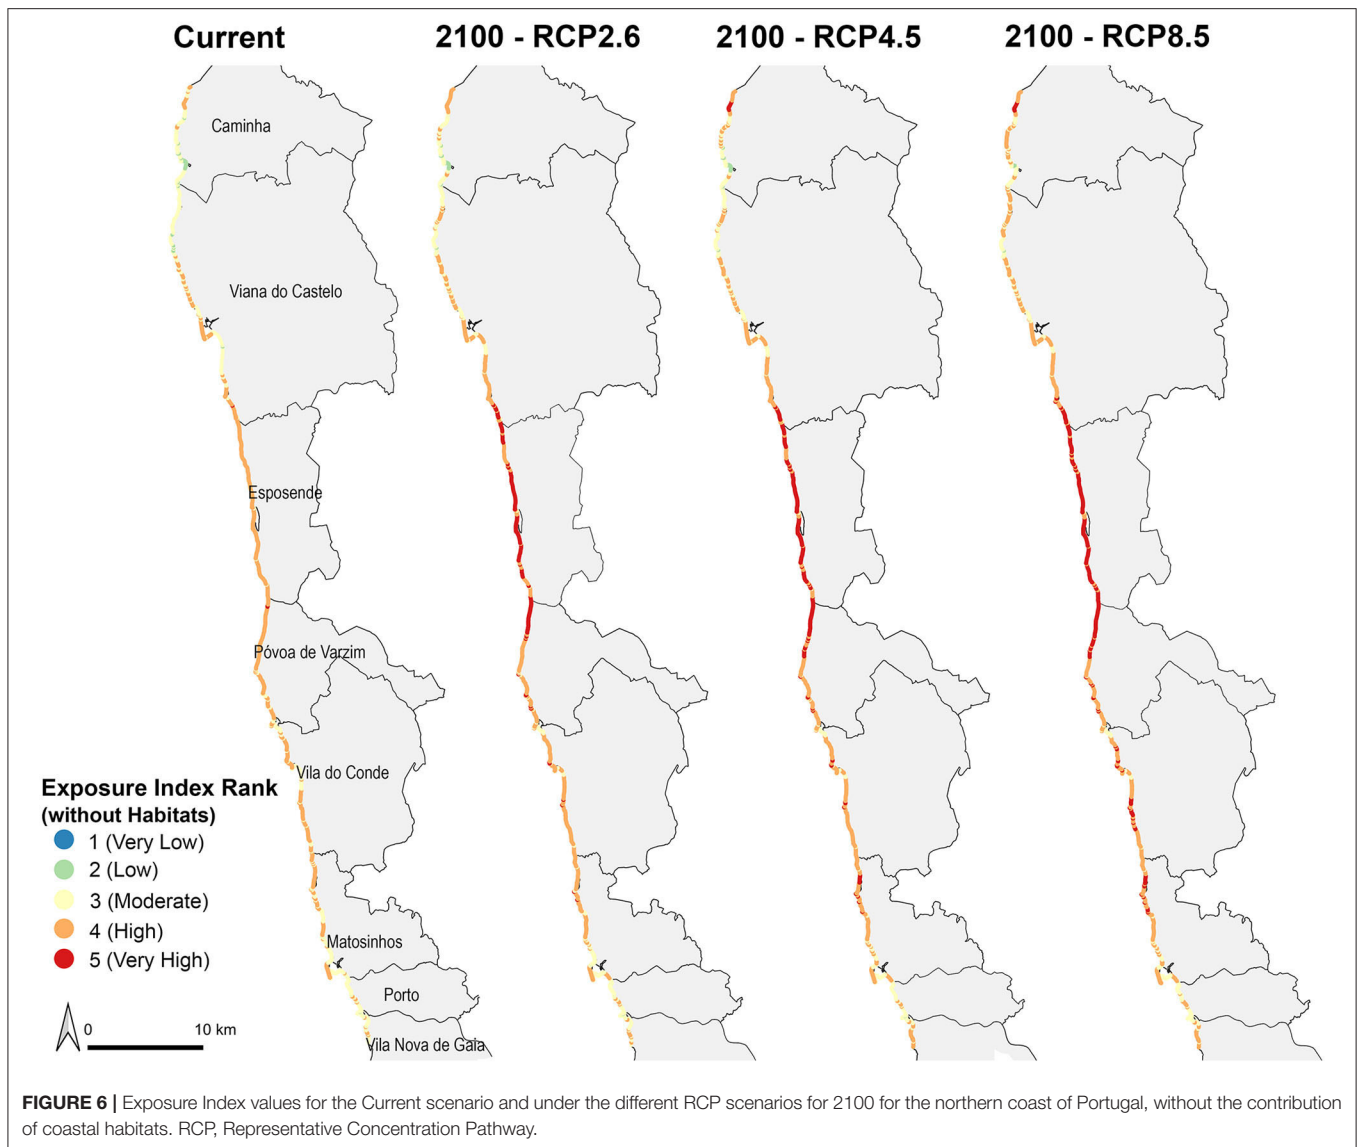 Current
2100 - RCP2.6
2100 - RCP4.5
2100 - RCP8.5
Caminha
Viana do Castelo
Esposende
Póvoa de Varzim
Vila do Conde
Matosinhos
Porto
Vila Nova de Gaia
Exposure Index Rank
(without Habitats)
1 (Very Low)
2 (Low)
3 (Moderate)
4 (High)
5 (Very High)
0 10 km
FIGURE 6 | Exposure Index values for the Current scenario and under the different RCP scenarios for 2100 for the northern coast of Portugal, without the contribution
of coastal habitats. RCP, Representative Concentration Pathway.